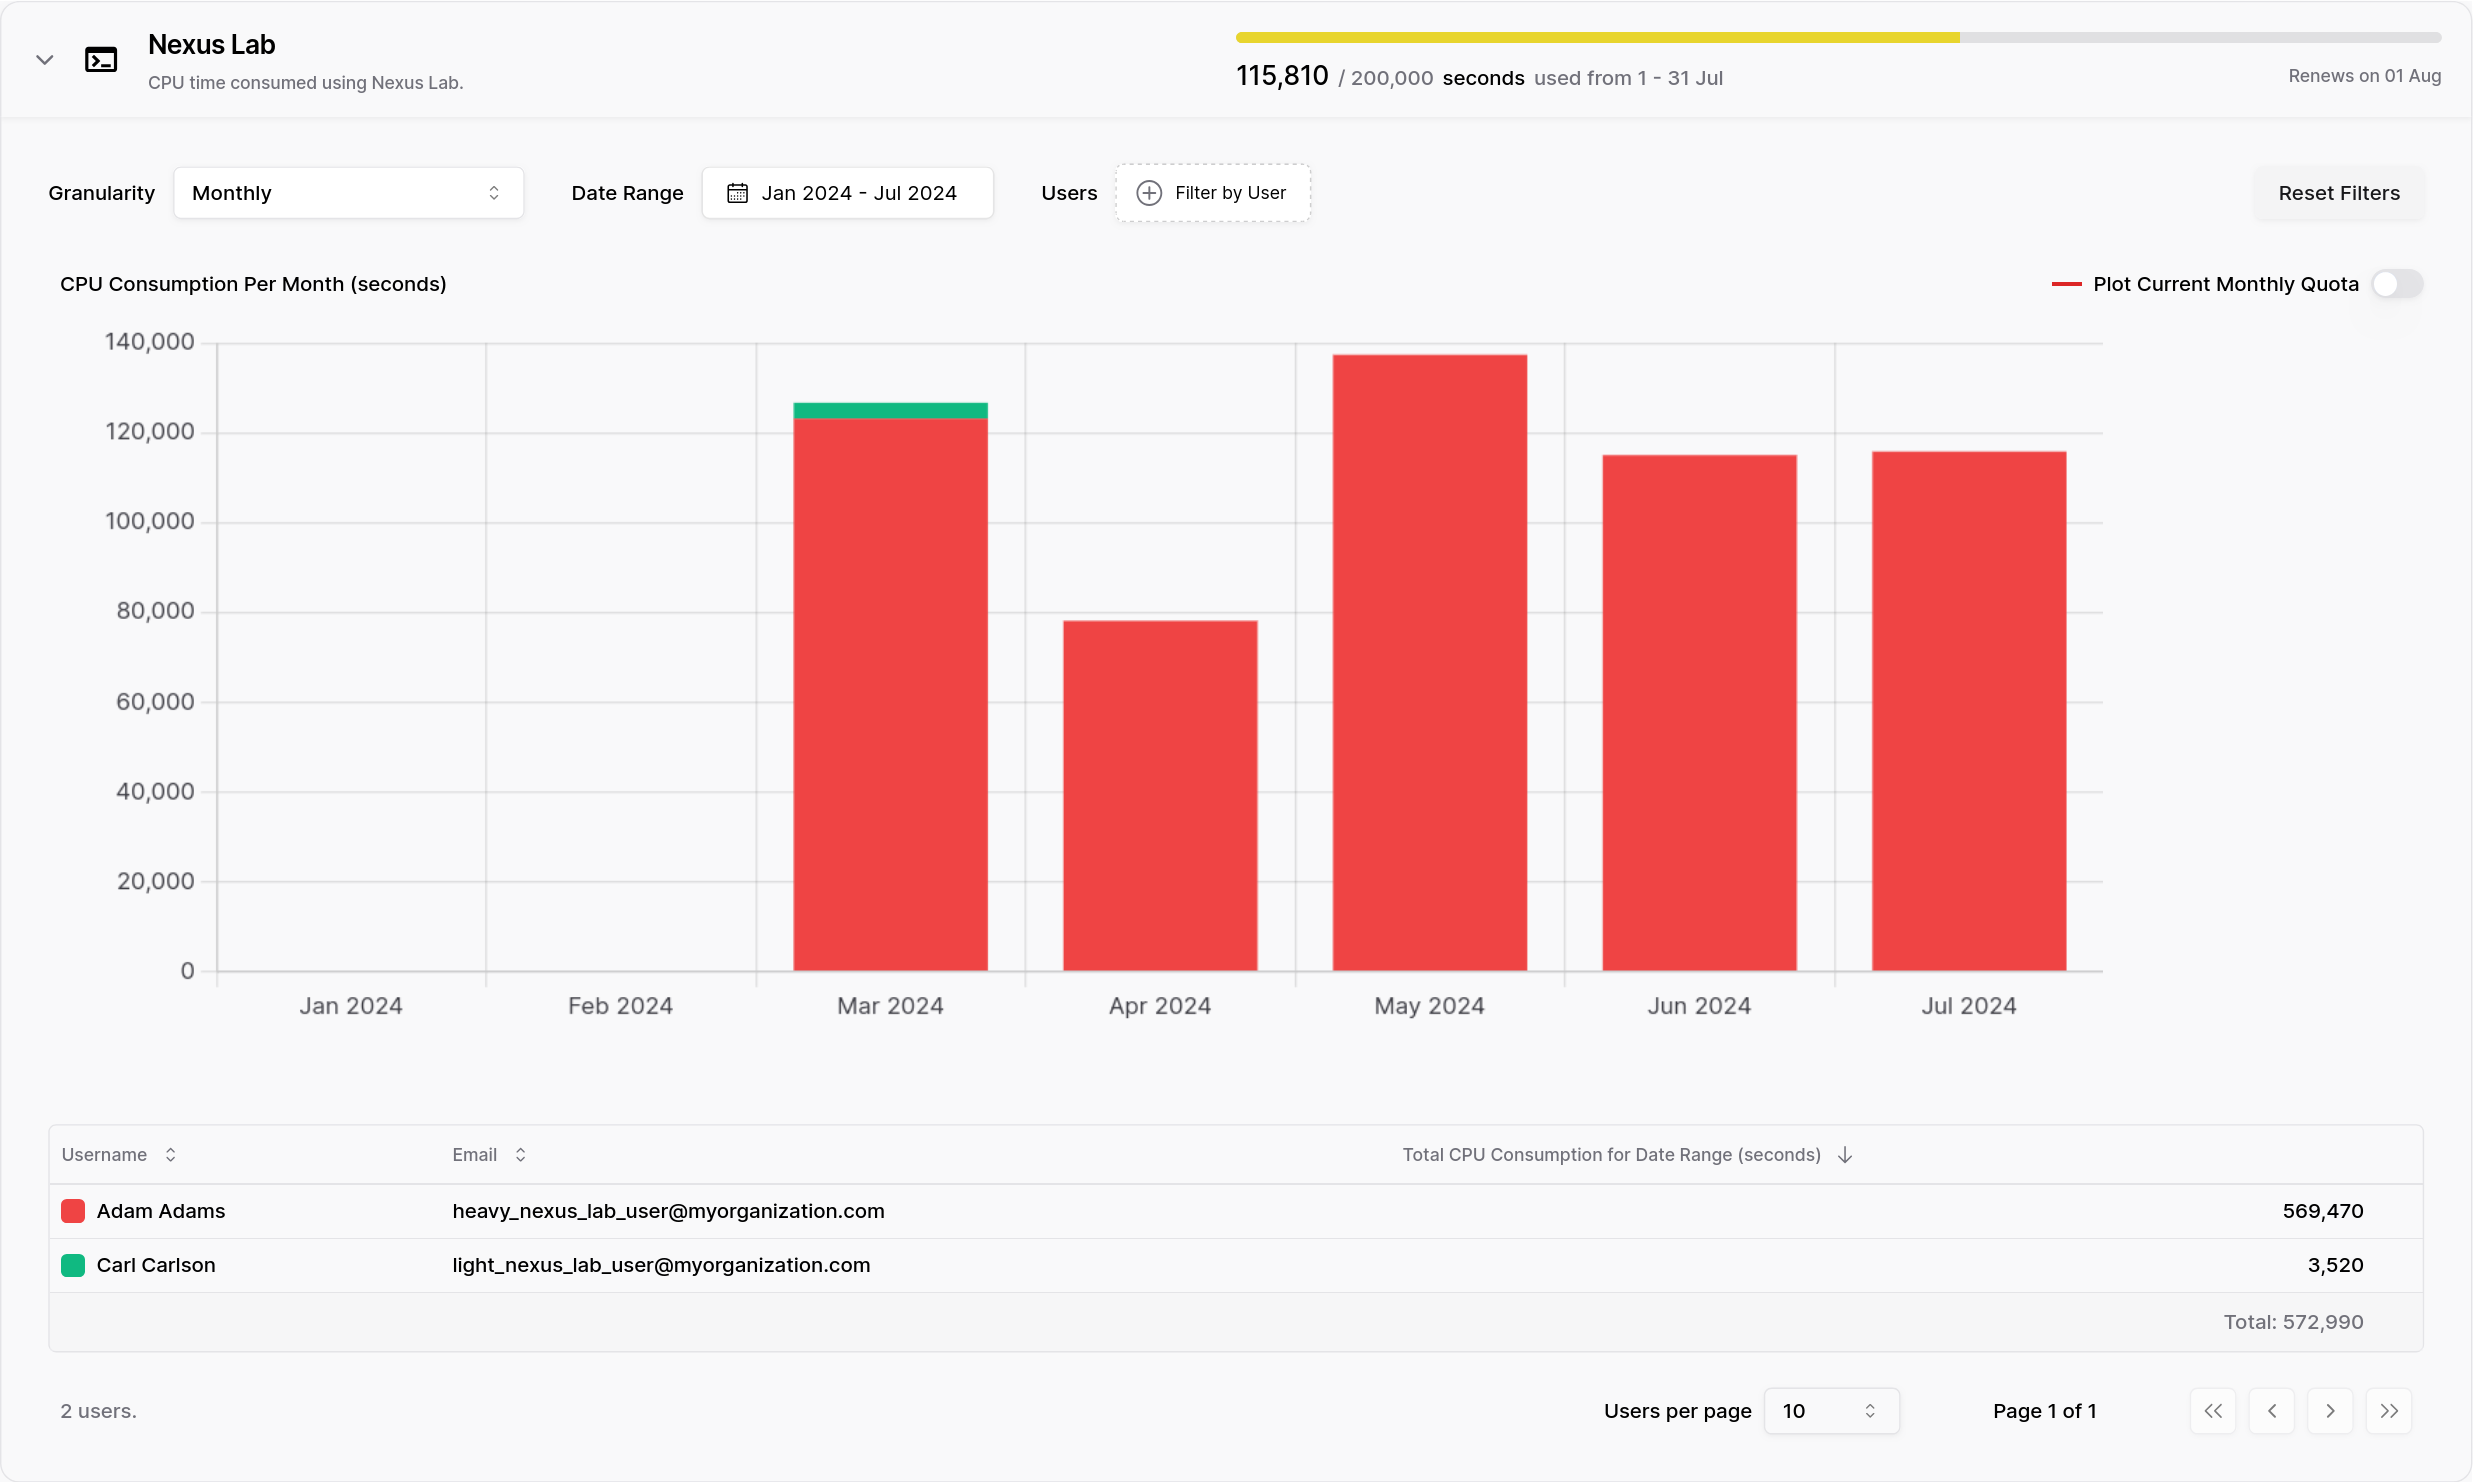 Nexus Lab
CPU time consumed using Nexus Lab.
115,810 / 200,000 seconds used from 1 - 31 Jul
Renews on 01 Aug
Granularity Monthly Date Range Jan 2024 - Jul 2024 Users Filter by User Reset Filters
CPU Consumption Per Month (seconds)
Plot Current Monthly Quota
140,000
120,000
100,000
80,000
60,000
40,000
20,000
0
Jan 2024 Feb 2024 Mar 2024 Apr 2024 May 2024 Jun 2024 Jul 2024
Username Email Total CPU Consumption for Date Range (seconds)
Adam Adams heavy_nexus_lab_user@myorganization.com 569,470
Carl Carlson light_nexus_lab_user@myorganization.com 3,520
Total: 572,990
2 users. Users per page 10 Page 1 of 1